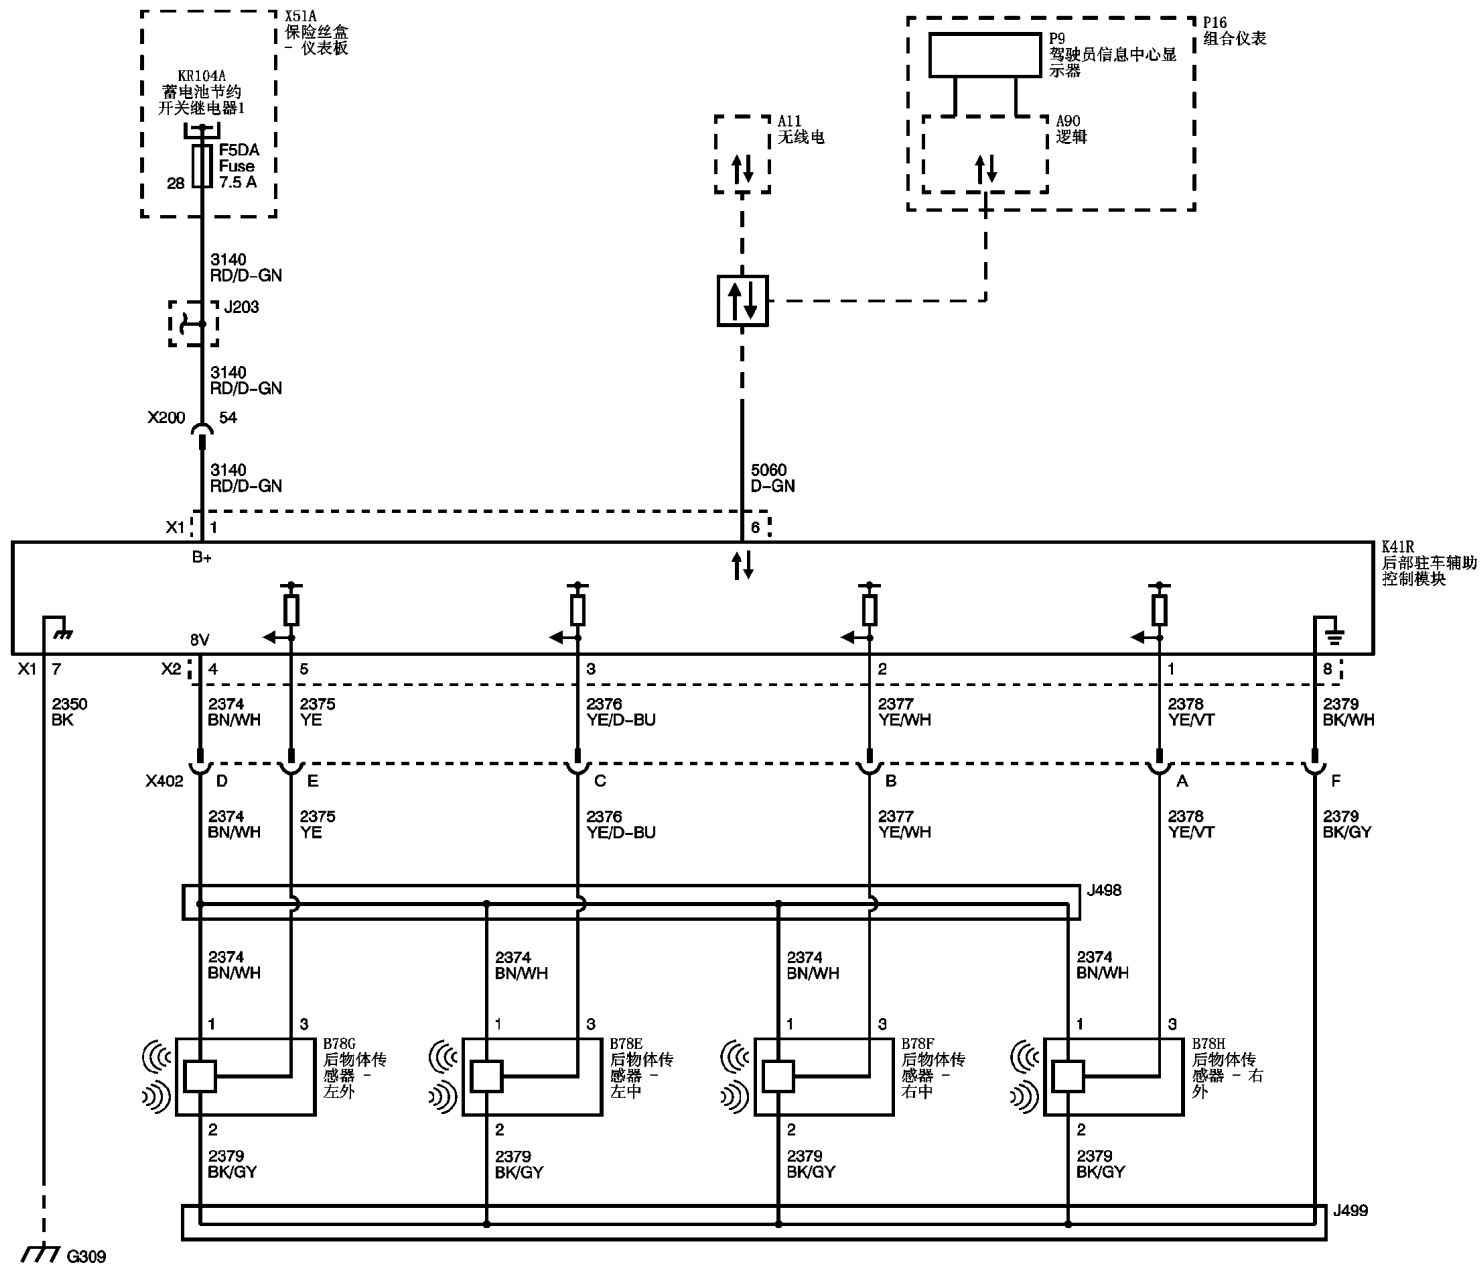 X51A
保险丝盒
- 仪表板
KR104A
蓄电池节约
开关继电器1
F5DA
Fuse
7.5 A
28
P16
组合仪表
P9
驾驶员信息中心显
示器
A11
无线电
A90
逻辑
3140
RD/D-GN
J203
3140
RD/D-GN
X200 54
3140
RD/D-GN
5060
D-GN
X1 1 6
B+
K41R
后部驻车辅助
控制模块
8V
X1 7 X2 4 5 3 2 1 8
2350
BK
2374
BN/WH
2375
YE
2376
YE/D-BU
2377
YE/WH
2378
YE/VT
2379
BK/WH
X402 D E C B A F
2374
BN/WH
2375
YE
2376
YE/D-BU
2377
YE/WH
2378
YE/VT
2379
BK/GY
J498
2374
BN/WH
2374
BN/WH
2374
BN/WH
2374
BN/WH
1 3 1 3 1 3 1 3
B78G
后物体传
感器 -
左外
B78E
后物体传
感器 -
左中
B78F
后物体传
感器 -
右中
B78H
后物体传
感器 - 右
外
2 2 2 2
2379
BK/GY
2379
BK/GY
2379
BK/GY
2379
BK/GY
J499
G309